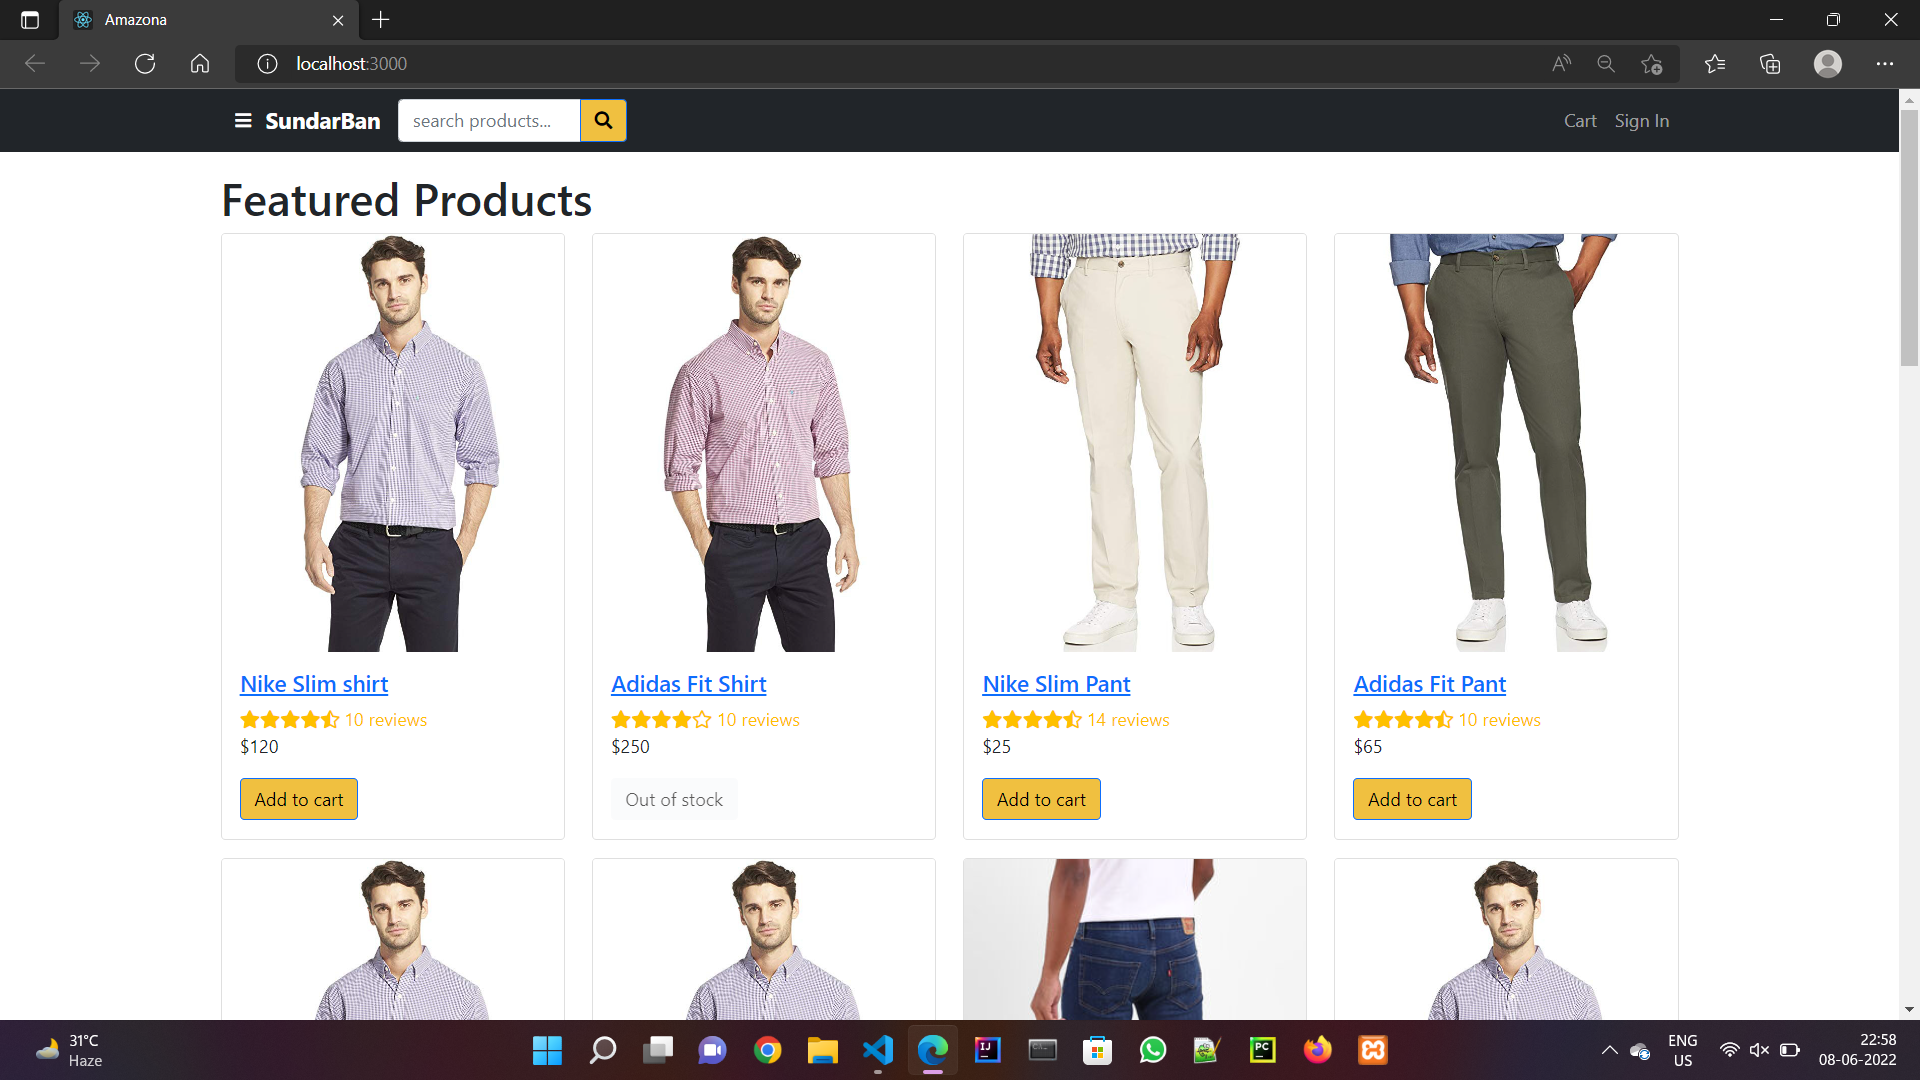 Amazona
localhost:3000
SundarBan
search products...
Cart
Sign In
Featured Products
Nike Slim shirt
10 reviews
$120
Add to cart
Adidas Fit Shirt
10 reviews
$250
Out of stock
Nike Slim Pant
14 reviews
$25
Add to cart
Adidas Fit Pant
10 reviews
$65
Add to cart
31°C
Haze
IJ
PC
ENG
US
22:58
08-06-2022